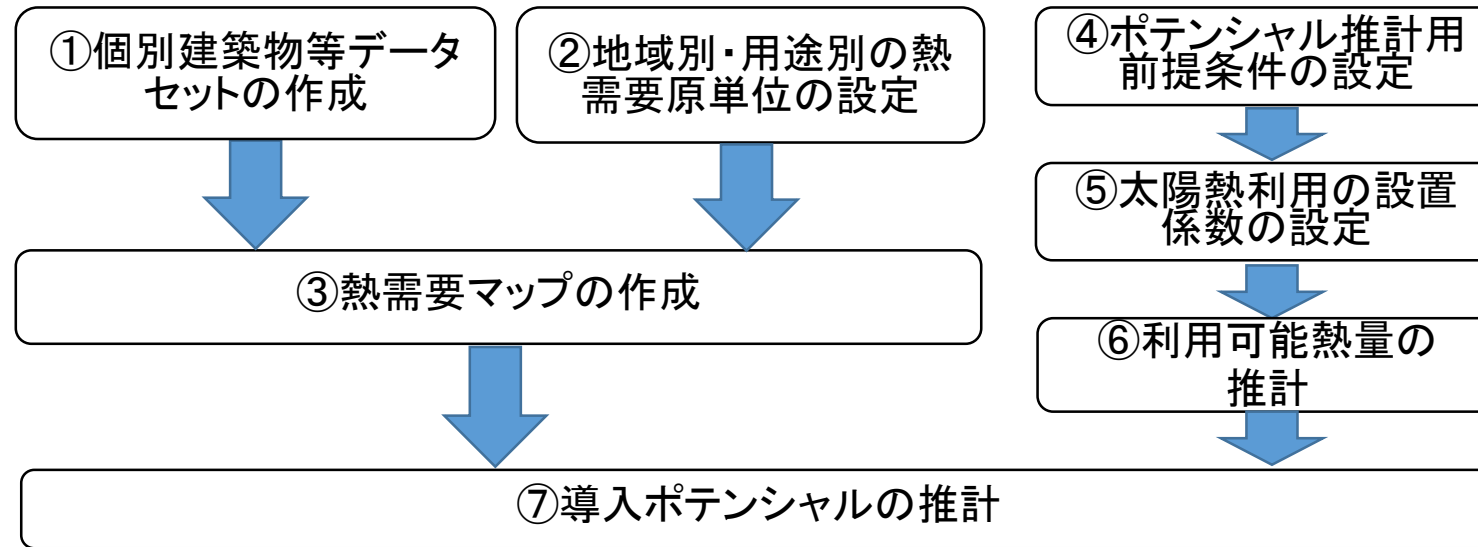 ①個別建築物等データ
セットの作成
②地域別・用途別の熱
需要原単位の設定
③熱需要マップの作成
④ポテンシャル推計用
前提条件の設定
⑤太陽熱利用の設置
係数の設定
⑥利用可能熱量の
推計
⑦導入ポテンシャルの推計